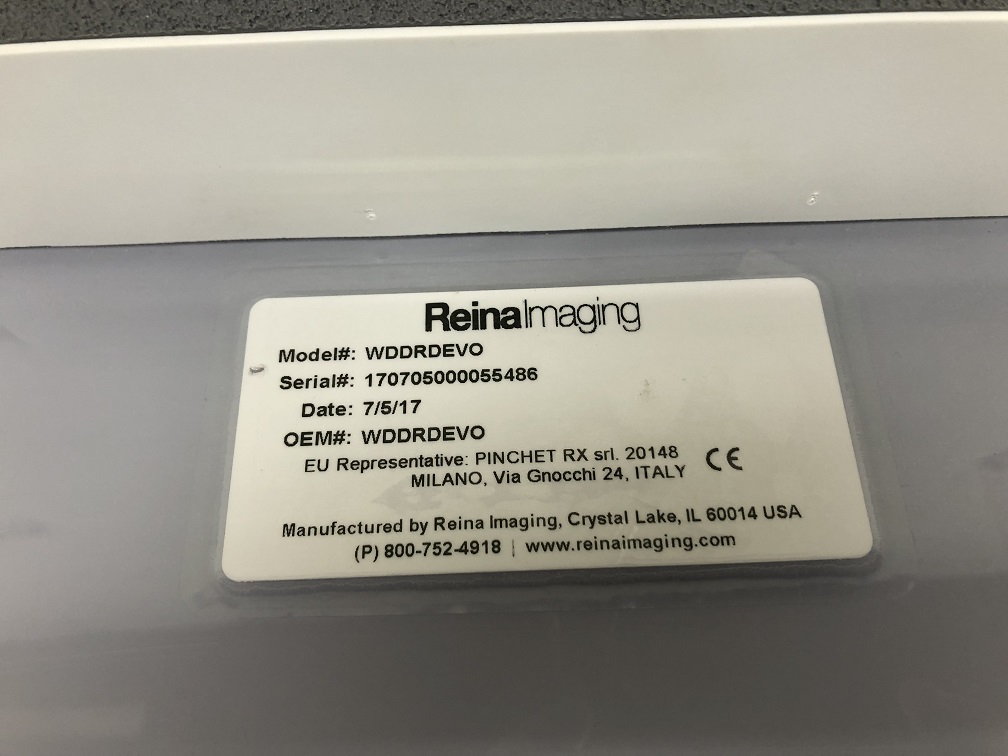 ReinaImaging
Model#: WDDRDEVO
Serial#: 170705000055486
Date: 7/5/17
OEM#: WDDRDEVO
EU Representative: PINCHET RX srl. 20148
MILANO, Via Gnocchi 24, ITALY
CE
Manufactured by Reina Imaging, Crystal Lake, IL 60014 USA
(P) 800-752-4918 | www.reinaimaging.com